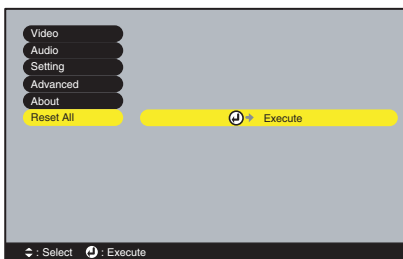 Video
Audio
Setting
Advanced
About
Reset All
Execute
: Select : Execute